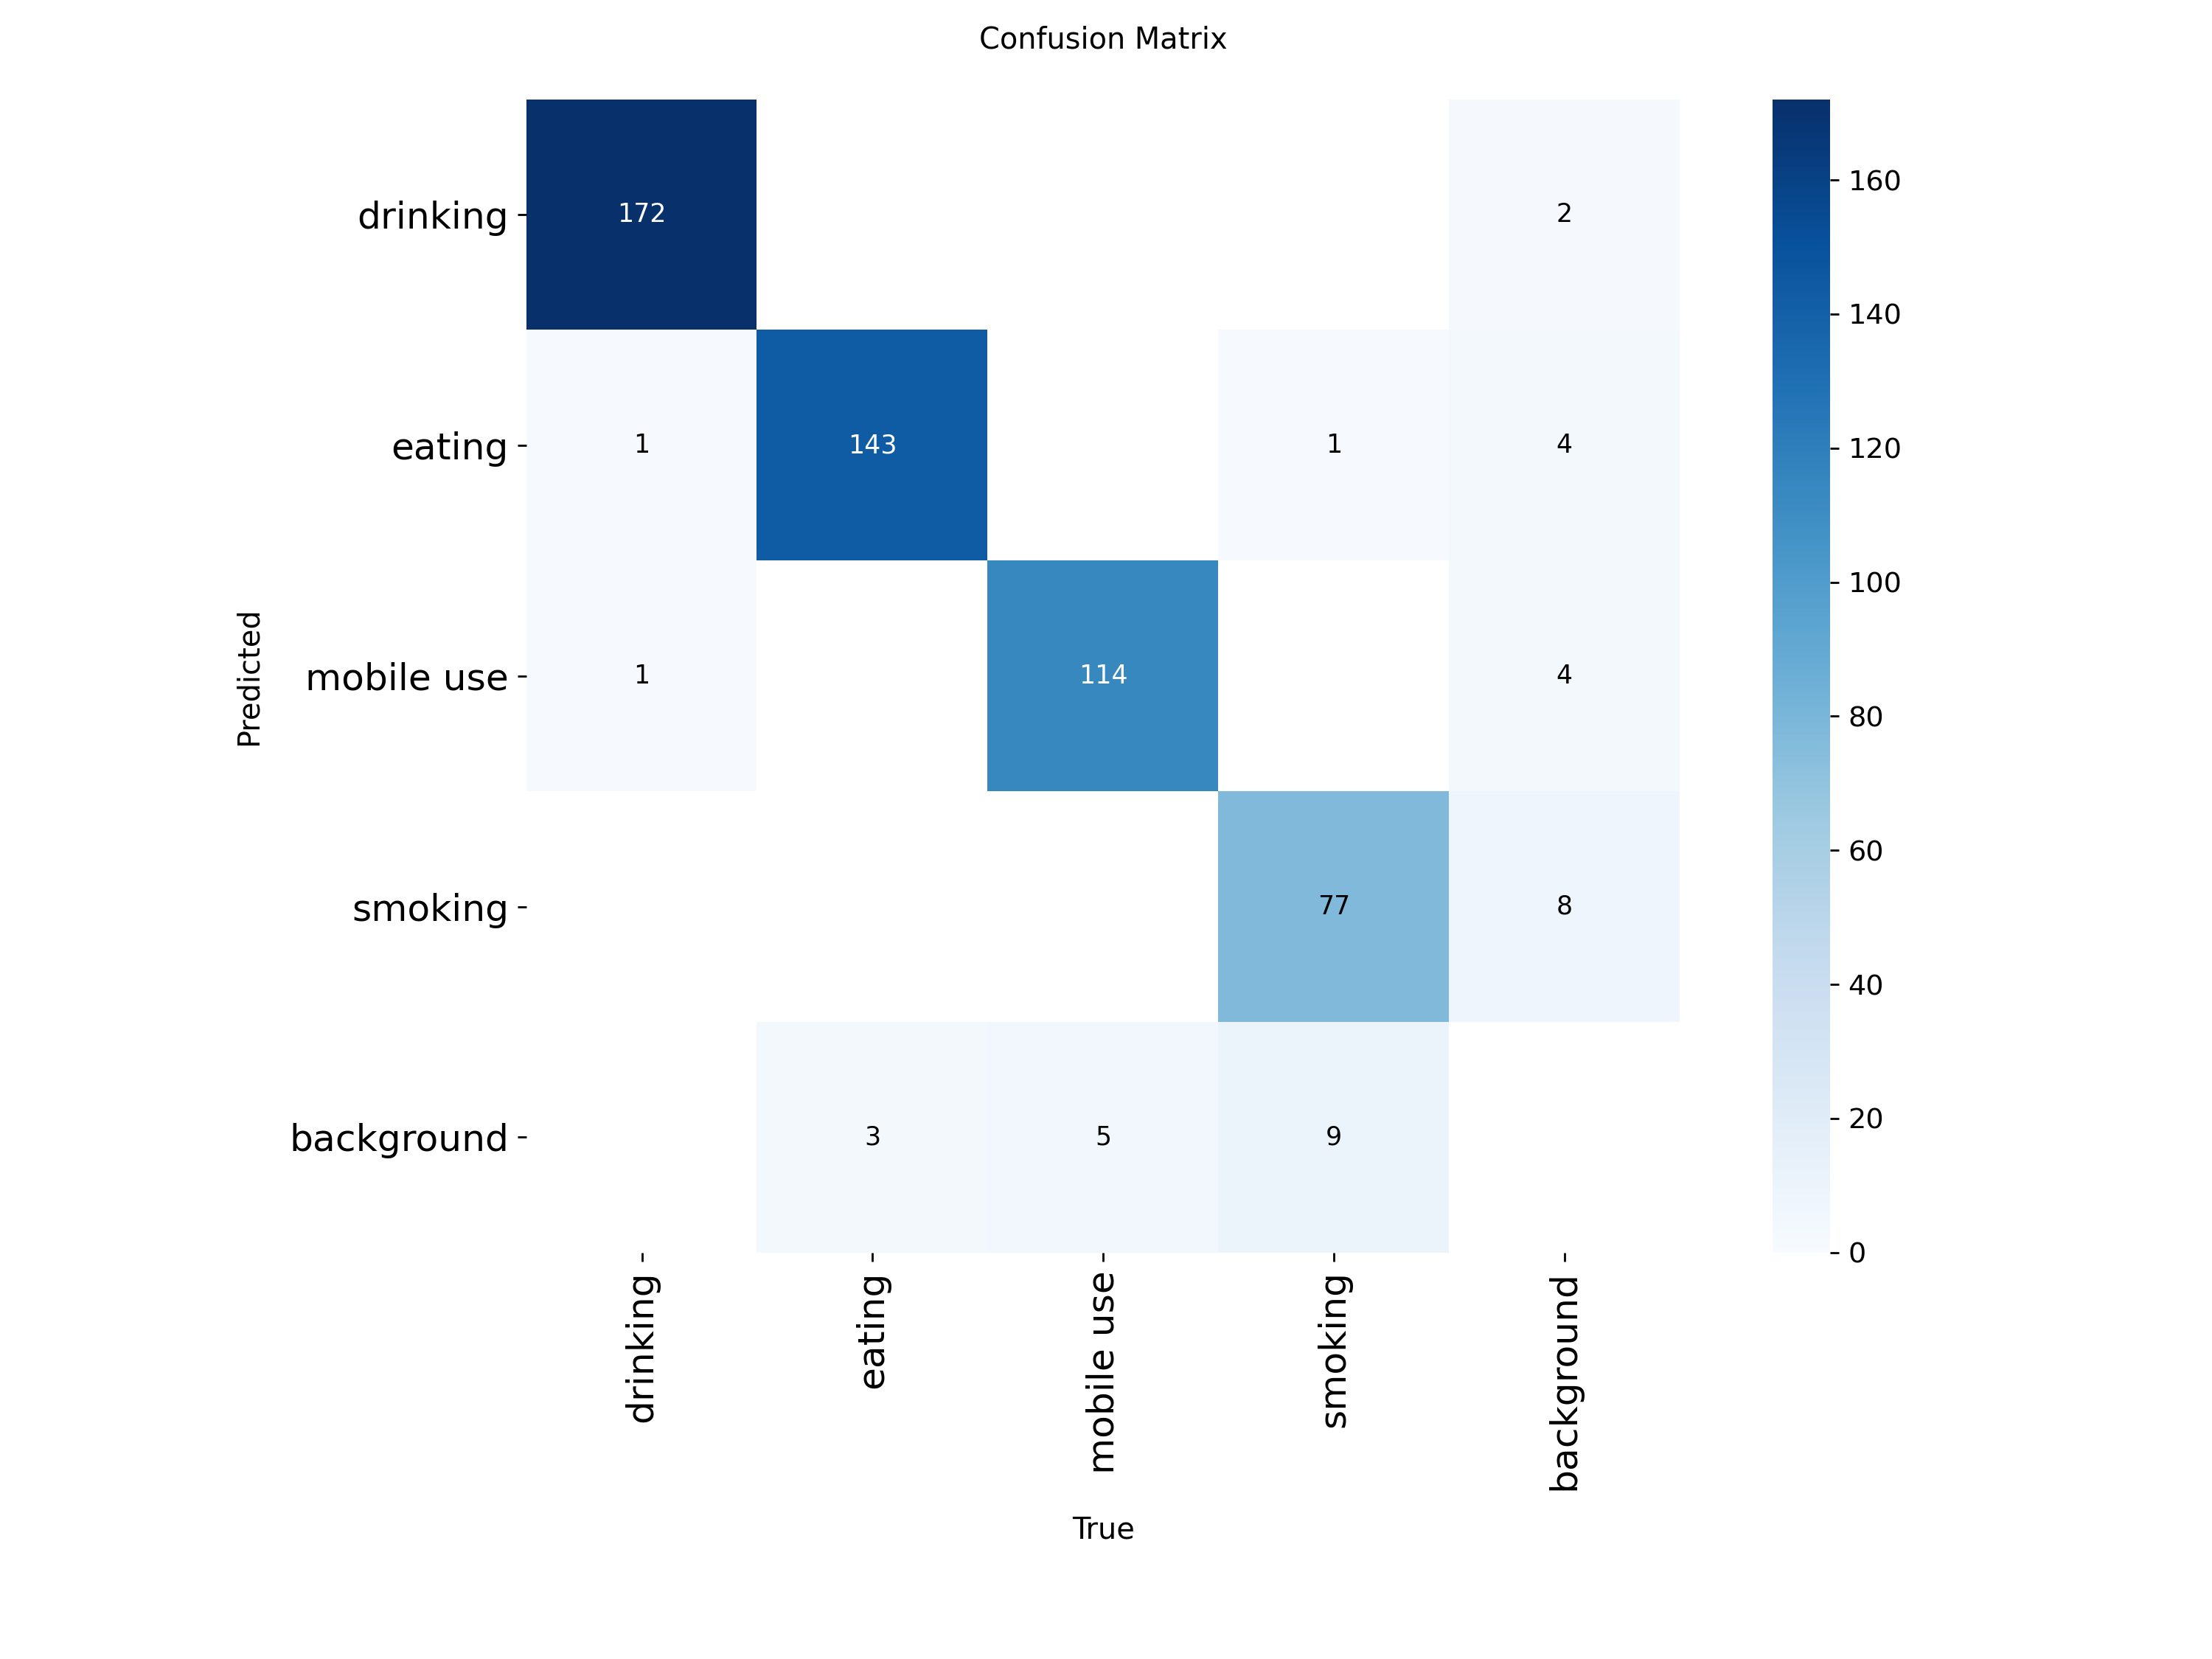 Confusion Matrix
drinking
172
2
160
140
eating
1
143
1
4
120
100
Predicted
mobile use
1
114
4
80
60
smoking
77
8
40
20
background
3
5
9
0
drinking
eating
mobile use
smoking
background
True